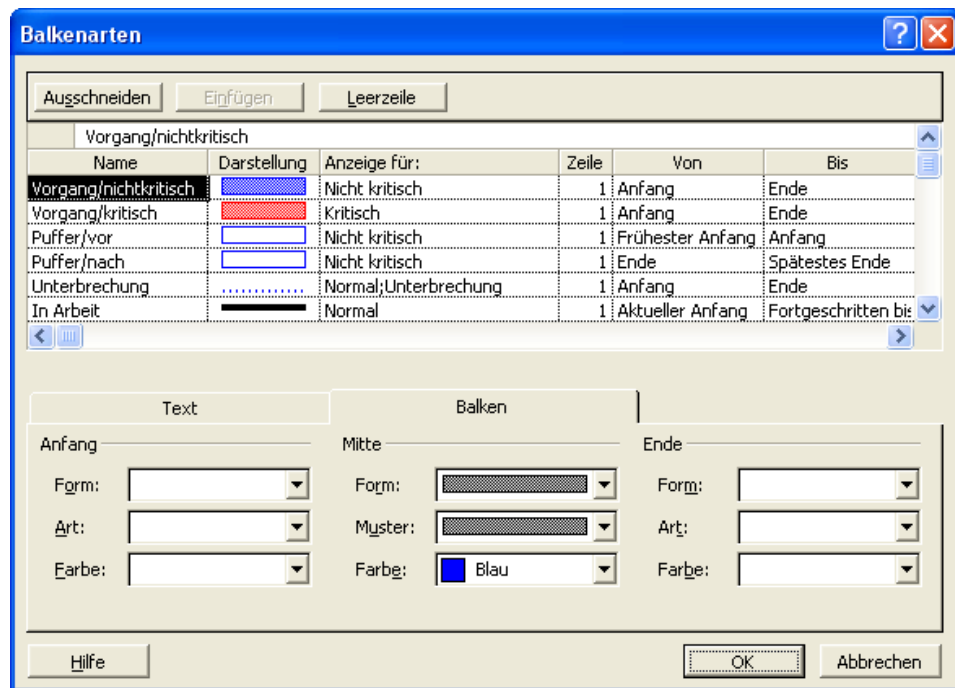 Balkenarten
Ausschneiden Einfügen Leerzeile
Vorgang/nichtkritisch
Name Darstellung Anzeige für: Zeile Von Bis
Vorgang/nichtkritisch Nicht kritisch 1 Anfang Ende
Vorgang/kritisch Kritisch 1 Anfang Ende
Puffer/vor Nicht kritisch 1 Frühester Anfang Anfang
Puffer/nach Nicht kritisch 1 Ende Spätestes Ende
Unterbrechung Normal;Unterbrechung 1 Anfang Ende
In Arbeit Normal 1 Aktueller Anfang Fortgeschritten bis
Text Balken
Anfang Mitte Ende
Form: Form: Form:
Art: Muster: Art:
Farbe: Farbe: Blau Farbe:
Hilfe OK Abbrechen